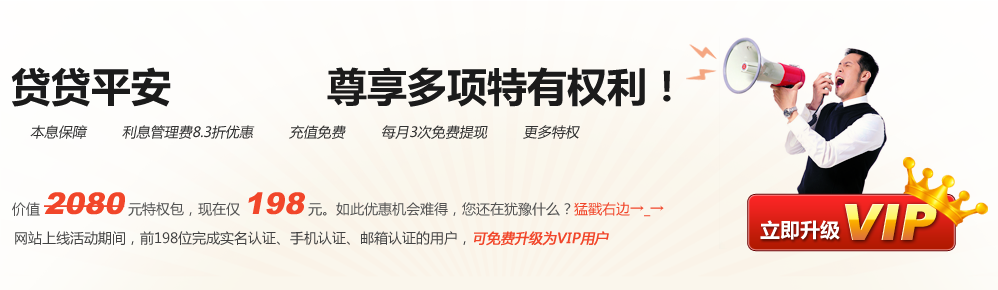 贷贷平安 尊享多项特有权利！
本息保障 利息管理费8.3折优惠 充值免费 每月3次免费提现 更多特权
价值 2080 元特权包，现在仅 198 元。如此优惠机会难得，您还在犹豫什么？猛戳右边→_→
网站上线活动期间，前198位完成实名认证、手机认证、邮箱认证的用户，可免费升级为VIP用户
立即升级 VIP